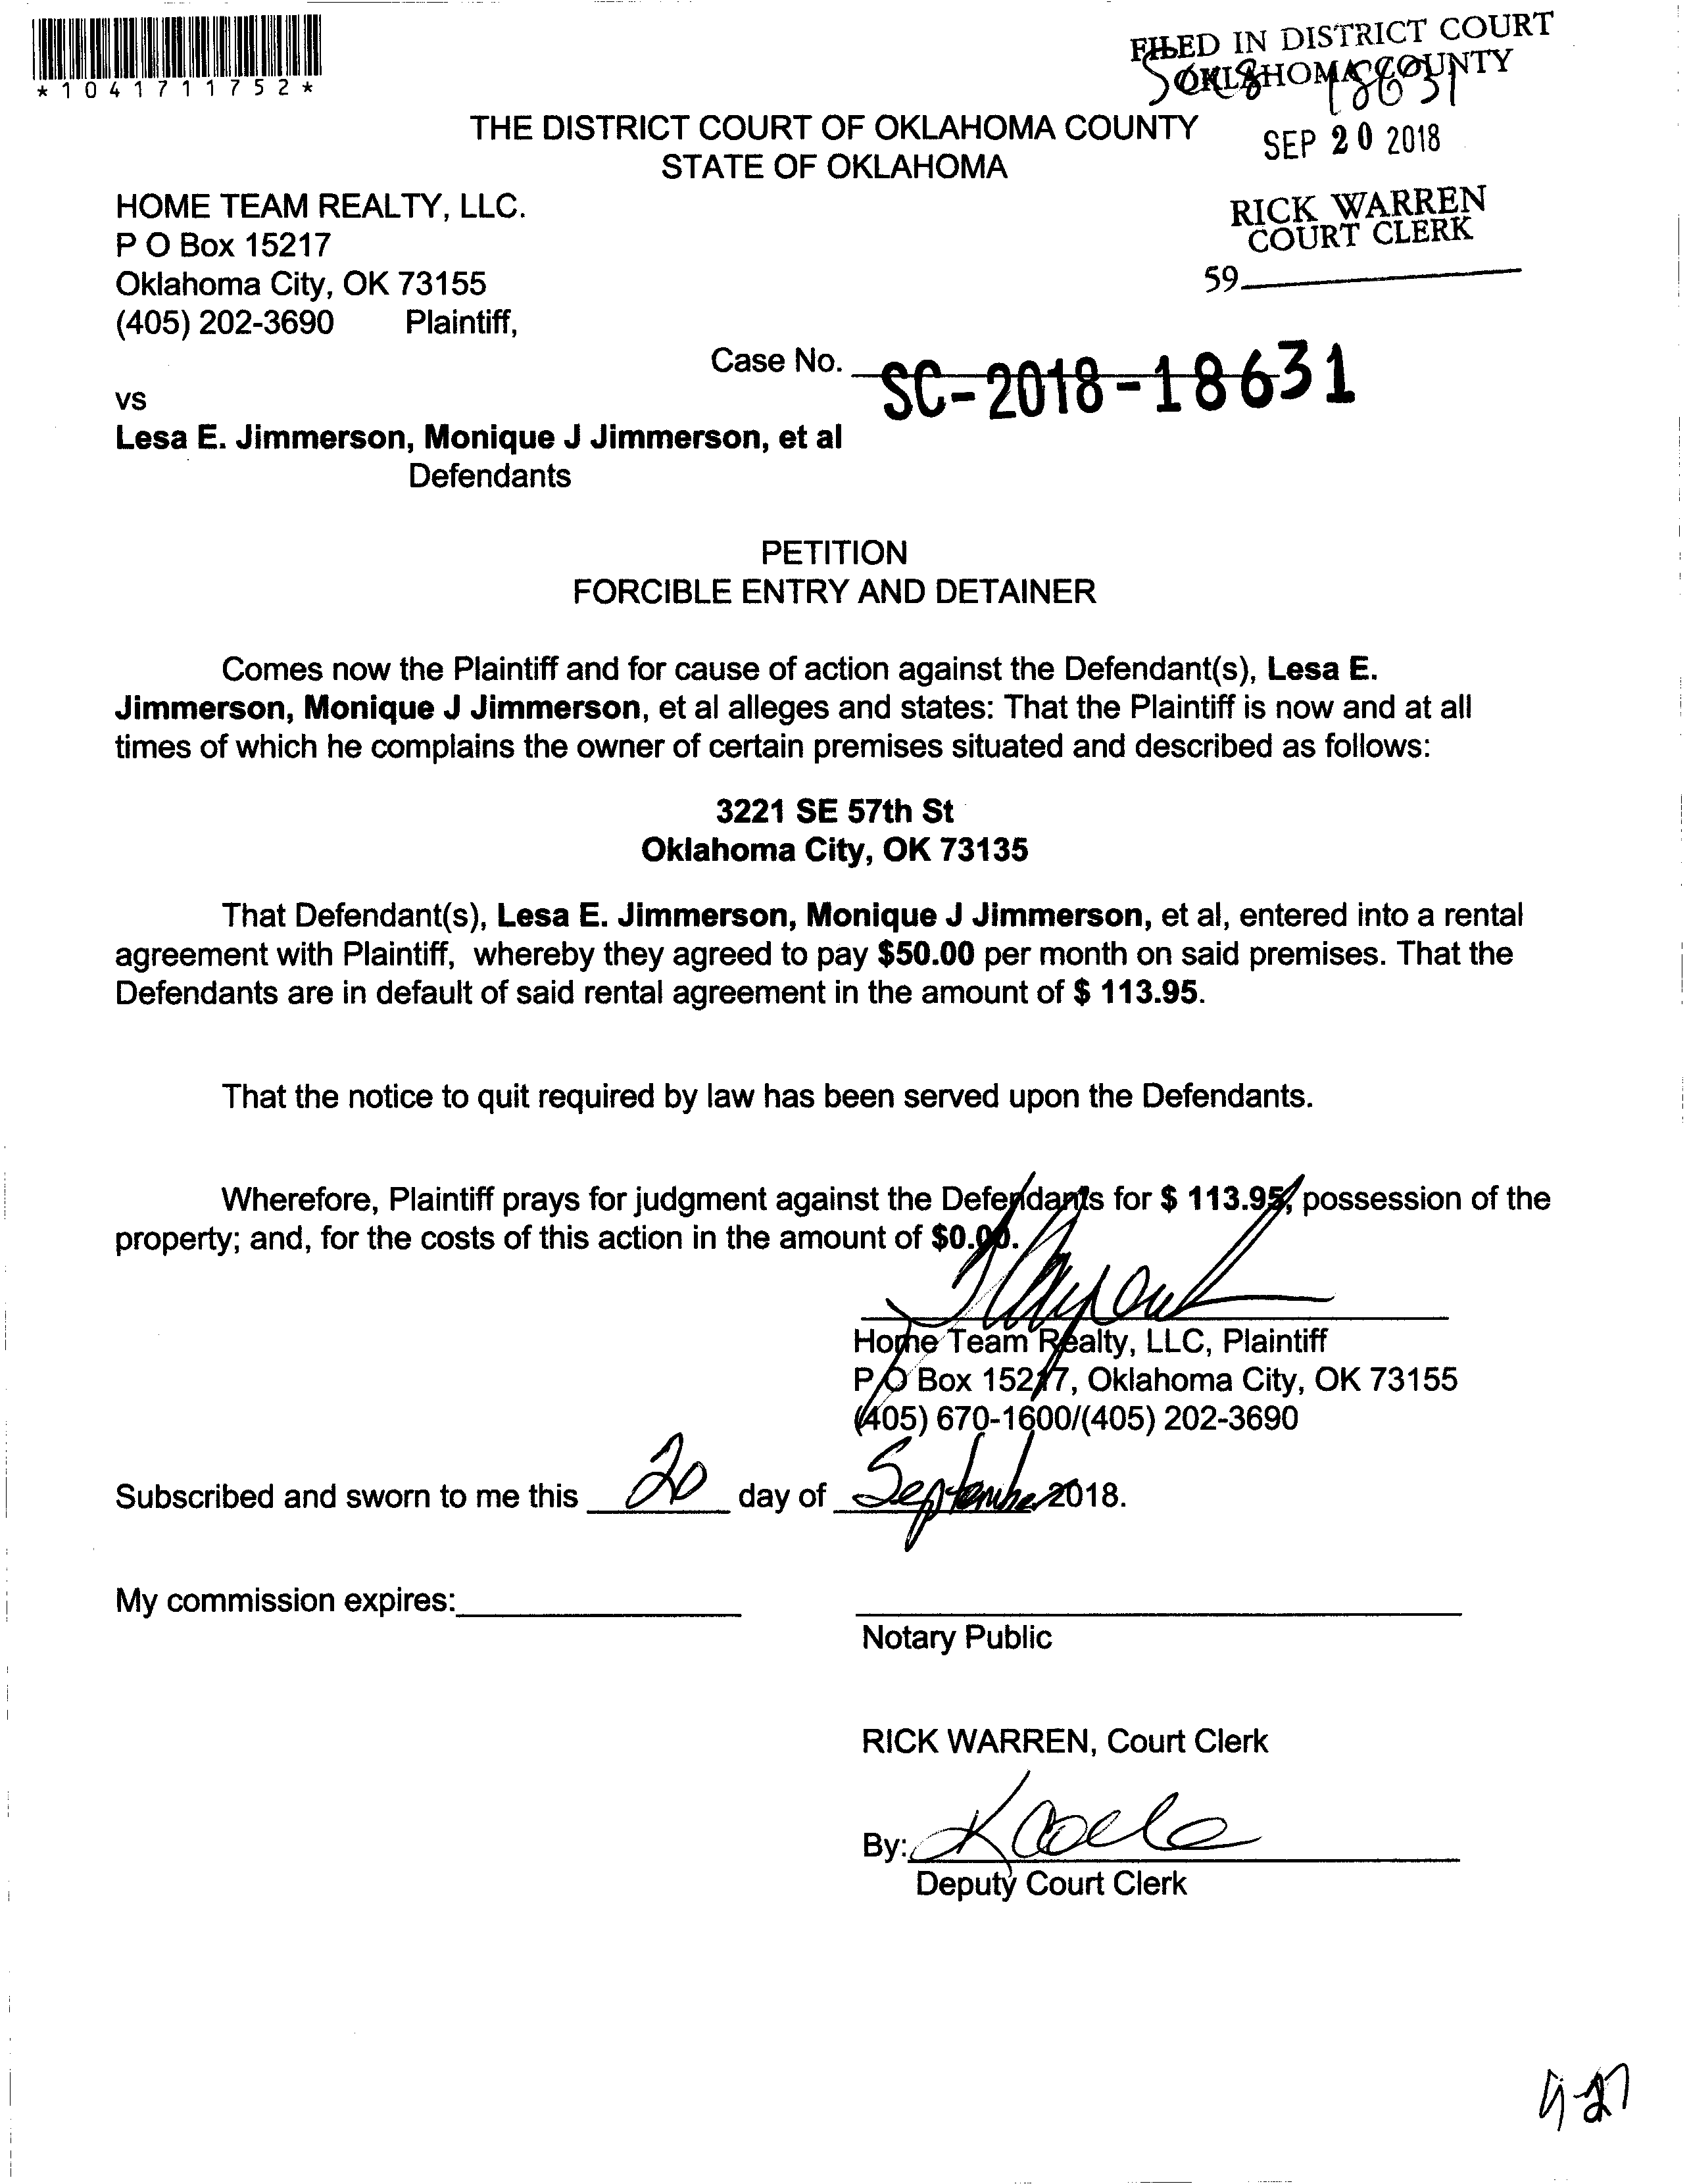 *1041711752*
FILED IN DISTRICT COURT
OKLAHOMA COUNTY
18631
SEP 20 2018
RICK WARREN
COURT CLERK
59
THE DISTRICT COURT OF OKLAHOMA COUNTY
STATE OF OKLAHOMA
HOME TEAM REALTY, LLC.
P O Box 15217
Oklahoma City, OK 73155
(405) 202-3690 Plaintiff,
Case No. SC-2018-18631
vs
Lesa E. Jimmerson, Monique J Jimmerson, et al
Defendants
PETITION
FORCIBLE ENTRY AND DETAINER
Comes now the Plaintiff and for cause of action against the Defendant(s), Lesa E.
Jimmerson, Monique J Jimmerson, et al alleges and states: That the Plaintiff is now and at all
times of which he complains the owner of certain premises situated and described as follows:
3221 SE 57th St
Oklahoma City, OK 73135
That Defendant(s), Lesa E. Jimmerson, Monique J Jimmerson, et al, entered into a rental
agreement with Plaintiff, whereby they agreed to pay $50.00 per month on said premises. That the
Defendants are in default of said rental agreement in the amount of $ 113.95.
That the notice to quit required by law has been served upon the Defendants.
Wherefore, Plaintiff prays for judgment against the Defendants for $ 113.95, possession of the
property; and, for the costs of this action in the amount of $0.00.
Home Team Realty, LLC, Plaintiff
P O Box 15217, Oklahoma City, OK 73155
(405) 670-1600/(405) 202-3690
Subscribed and sworn to me this 20 day of September 2018.
My commission expires:
Notary Public
RICK WARREN, Court Clerk
By:
Deputy Court Clerk
9-27